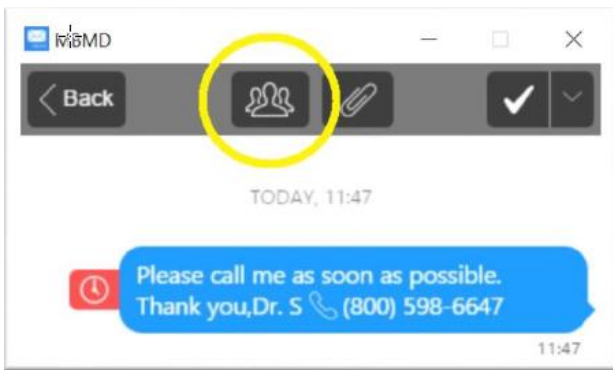 MBMD
Back
TODAY, 11:47
Please call me as soon as possible.
Thank you,Dr. S (800) 598-6647
11:47